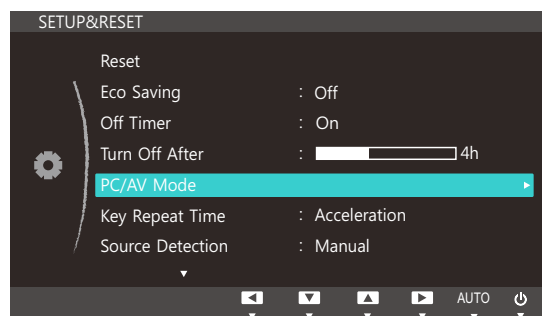 SETUP&RESET
Reset
Eco Saving : Off
Off Timer : On
Turn Off After : 4h
PC/AV Mode
Key Repeat Time : Acceleration
Source Detection : Manual
AUTO